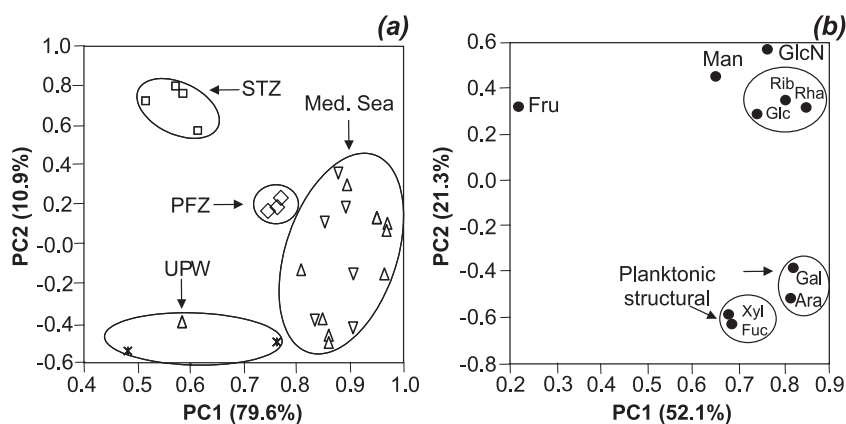 (a)
1.0
0.8
0.6
0.4
0.2
-0.0
-0.2
-0.4
-0.6
PC2 (10.9%)
STZ
Med. Sea
PFZ
UPW
0.4 0.5 0.6 0.7 0.8 0.9 1.0
PC1 (79.6%)
(b)
0.6
0.4
0.2
0.0
-0.2
-0.4
-0.6
-0.8
PC2 (21.3%)
Man
GlcN
Fru
Rib
Rha
Glc
Planktonic
structural
Gal
Ara
Xyl
Fuc
0.2 0.3 0.4 0.5 0.6 0.7 0.8 0.9
PC1 (52.1%)